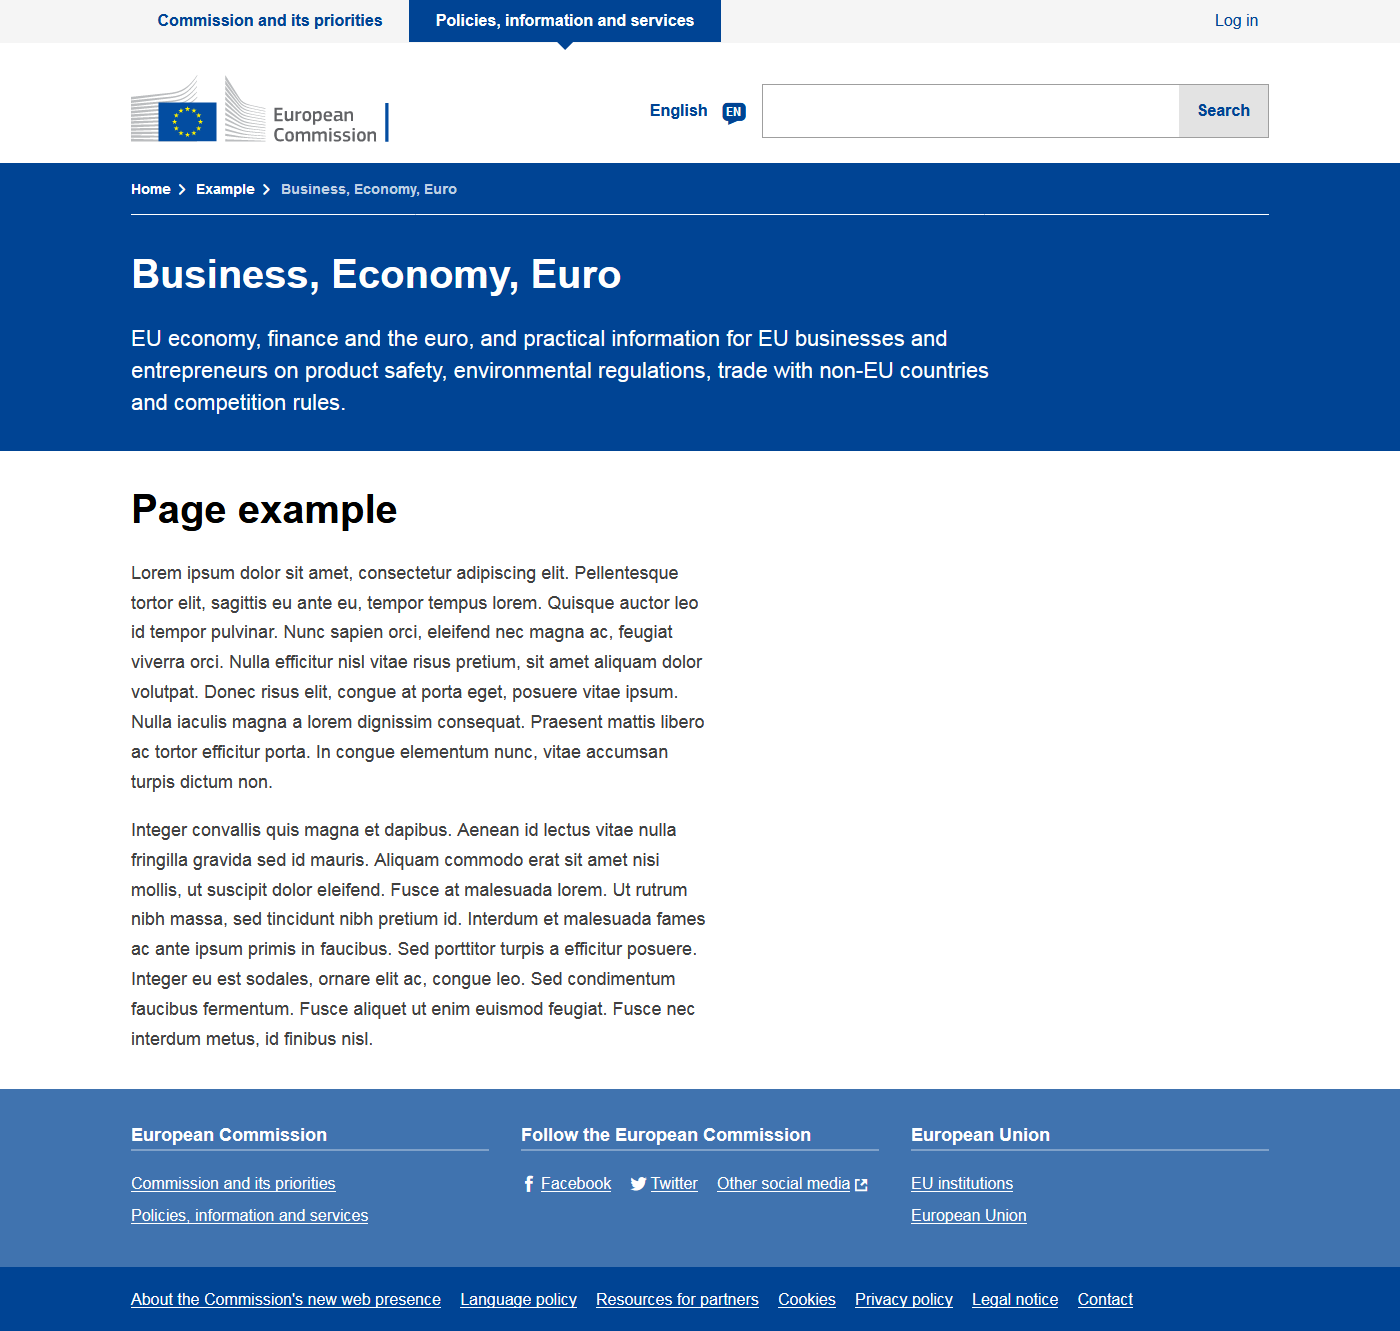 Commission and its priorities
Policies, information and services
Log in
European
Commission
English
EN
Search
Home
Example
Business, Economy, Euro
Business, Economy, Euro
EU economy, finance and the euro, and practical information for EU businesses and
entrepreneurs on product safety, environmental regulations, trade with non-EU countries
and competition rules.
Page example
Lorem ipsum dolor sit amet, consectetur adipiscing elit. Pellentesque
tortor elit, sagittis eu ante eu, tempor tempus lorem. Quisque auctor leo
id tempor pulvinar. Nunc sapien orci, eleifend nec magna ac, feugiat
viverra orci. Nulla efficitur nisl vitae risus pretium, sit amet aliquam dolor
volutpat. Donec risus elit, congue at porta eget, posuere vitae ipsum.
Nulla iaculis magna a lorem dignissim consequat. Praesent mattis libero
ac tortor efficitur porta. In congue elementum nunc, vitae accumsan
turpis dictum non.
Integer convallis quis magna et dapibus. Aenean id lectus vitae nulla
fringilla gravida sed id mauris. Aliquam commodo erat sit amet nisi
mollis, ut suscipit dolor eleifend. Fusce at malesuada lorem. Ut rutrum
nibh massa, sed tincidunt nibh pretium id. Interdum et malesuada fames
ac ante ipsum primis in faucibus. Sed porttitor turpis a efficitur posuere.
Integer eu est sodales, ornare elit ac, congue leo. Sed condimentum
faucibus fermentum. Fusce aliquet ut enim euismod feugiat. Fusce nec
interdum metus, id finibus nisl.
European Commission
Commission and its priorities
Policies, information and services
Follow the European Commission
Facebook
Twitter
Other social media
European Union
EU institutions
European Union
About the Commission's new web presence
Language policy
Resources for partners
Cookies
Privacy policy
Legal notice
Contact